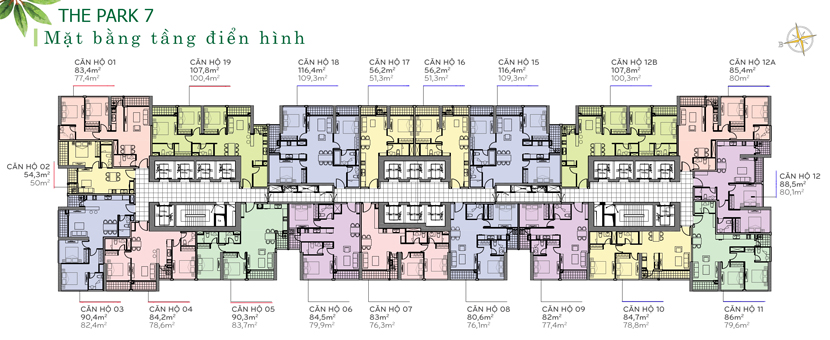 THE PARK 7
Mặt bằng tầng điển hình
B
CĂN HỘ 01
83,4m²
77,4m²
CĂN HỘ 19
107,8m²
100,4m²
CĂN HỘ 18
116,4m²
109,3m²
CĂN HỘ 17
56,2m²
51,3m²
CĂN HỘ 16
56,2m²
51,3m²
CĂN HỘ 15
116,4m²
109,3m²
CĂN HỘ 12B
107,8m²
100,3m²
CĂN HỘ 12A
85,4m²
80m²
CĂN HỘ 02
54,3m²
50m²
CĂN HỘ 12
88,5m²
80,1m²
CĂN HỘ 03
90,4m²
82,4m²
CĂN HỘ 04
84,2m²
78,6m²
CĂN HỘ 05
90,3m²
83,7m²
CĂN HỘ 06
84,5m²
79,9m²
CĂN HỘ 07
83m²
76,3m²
CĂN HỘ 08
80,6m²
76,1m²
CĂN HỘ 09
82m²
77,4m²
CĂN HỘ 10
84,7m²
78,8m²
CĂN HỘ 11
86m²
79,6m²